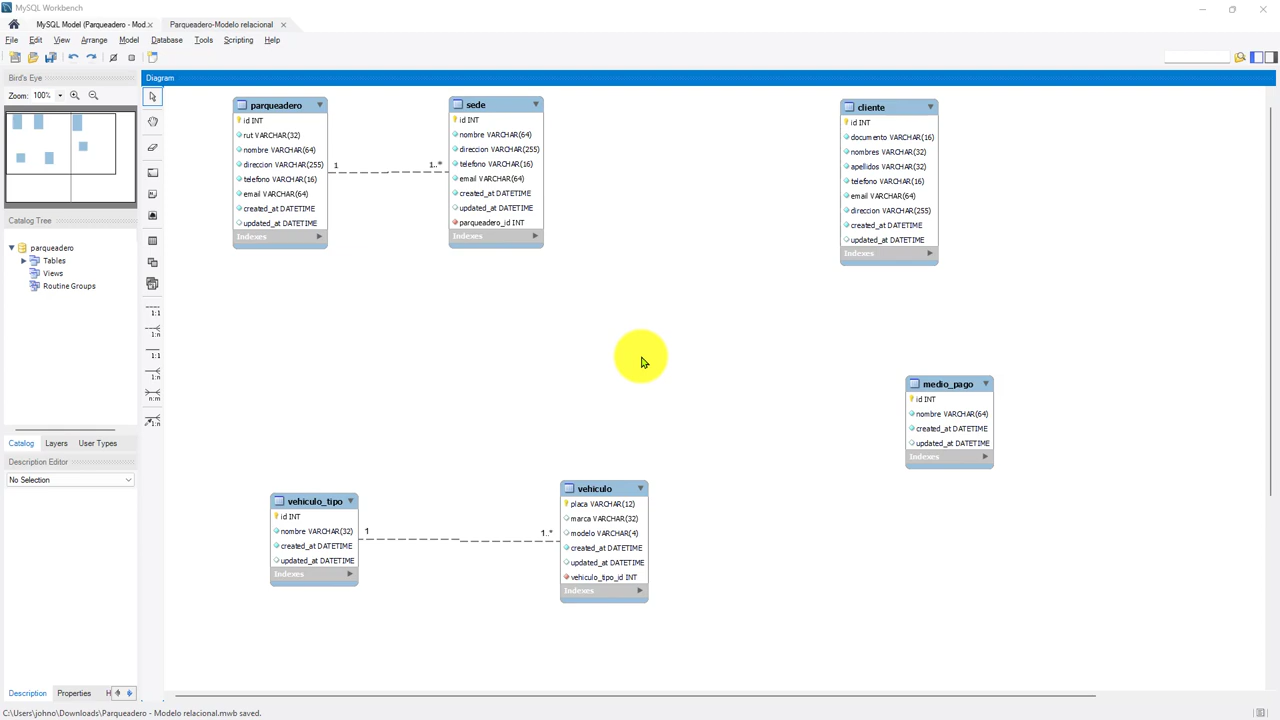 MySQL Workbench
MySQL Model (Parqueadero - Mod...
Parqueadero-Modelo relacional
File Edit View Arrange Model Database Tools Scripting Help
Bird's Eye
Zoom: 100%
Catalog Tree
parqueadero
Tables
Views
Routine Groups
Catalog Layers User Types
Description Editor
No Selection
Description Properties H
1:1
1:n
1:1
1:n
n:m
1:n
Diagram
parqueadero
id INT
rut VARCHAR(32)
nombre VARCHAR(64)
direccion VARCHAR(255)
telefono VARCHAR(16)
email VARCHAR(64)
created_at DATETIME
updated_at DATETIME
Indexes
1
1..*
sede
id INT
nombre VARCHAR(64)
direccion VARCHAR(255)
telefono VARCHAR(16)
email VARCHAR(64)
created_at DATETIME
updated_at DATETIME
parqueadero_id INT
Indexes
cliente
id INT
documento VARCHAR(16)
nombres VARCHAR(32)
apellidos VARCHAR(32)
telefono VARCHAR(16)
email VARCHAR(64)
direccion VARCHAR(255)
created_at DATETIME
updated_at DATETIME
Indexes
medio_pago
id INT
nombre VARCHAR(64)
created_at DATETIME
updated_at DATETIME
Indexes
vehiculo_tipo
id INT
nombre VARCHAR(32)
created_at DATETIME
updated_at DATETIME
Indexes
1
1..*
vehiculo
placa VARCHAR(12)
marca VARCHAR(32)
modelo VARCHAR(4)
created_at DATETIME
updated_at DATETIME
vehiculo_tipo_id INT
Indexes
C:\Users\johno\Downloads\Parqueadero - Modelo relacional.mwb saved.